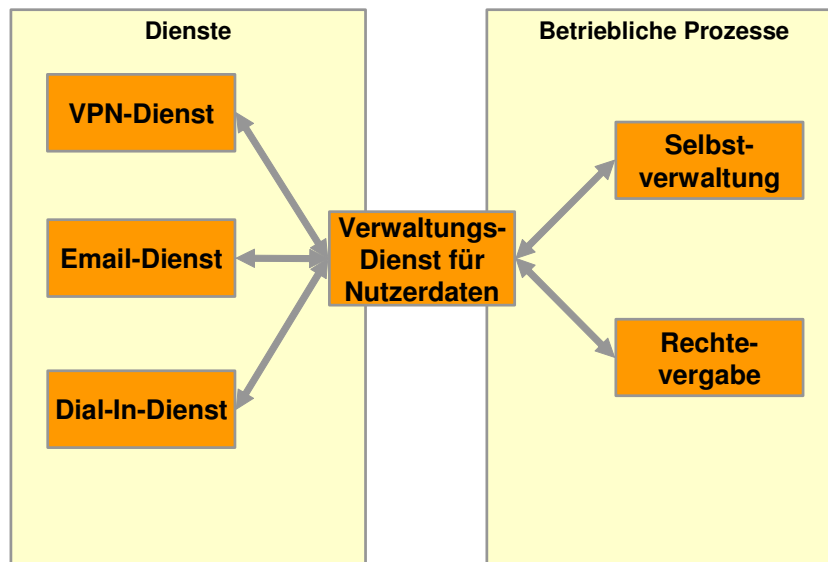 Dienste
VPN-Dienst
Email-Dienst
Dial-In-Dienst
Verwaltungs-
Dienst für
Nutzerdaten
Betriebliche Prozesse
Selbst-
verwaltung
Rechte-
vergabe